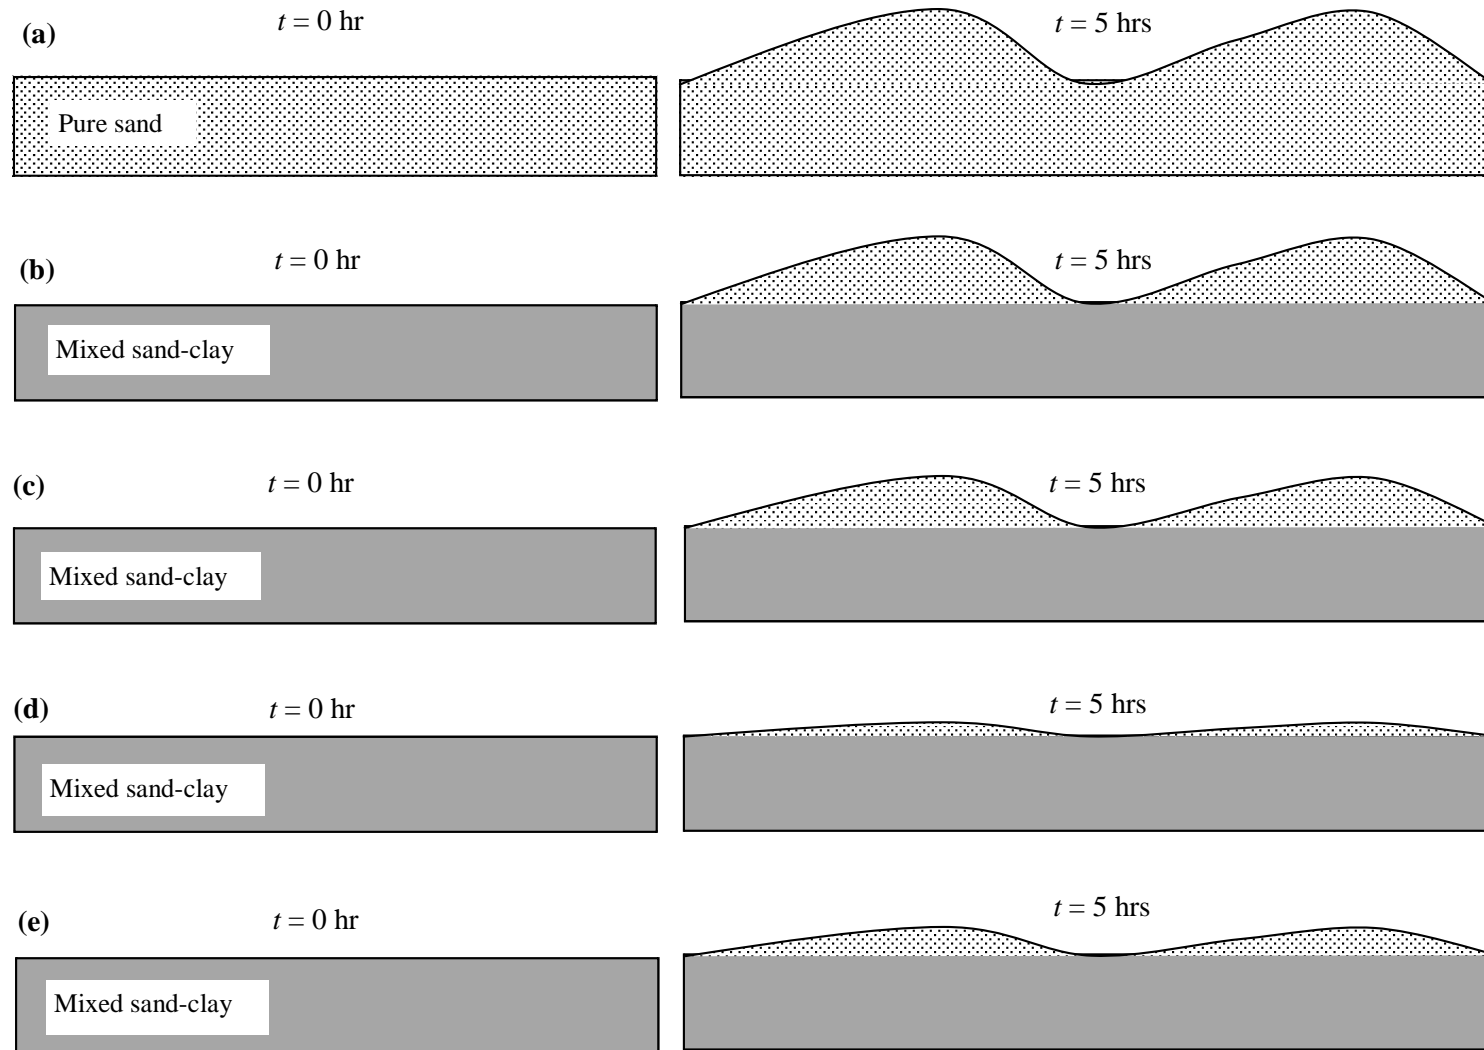 (a) t = 0 hr t = 5 hrs
Pure sand
(b) t = 0 hr t = 5 hrs
Mixed sand-clay
(c) t = 0 hr t = 5 hrs
Mixed sand-clay
(d) t = 0 hr t = 5 hrs
Mixed sand-clay
(e) t = 0 hr t = 5 hrs
Mixed sand-clay